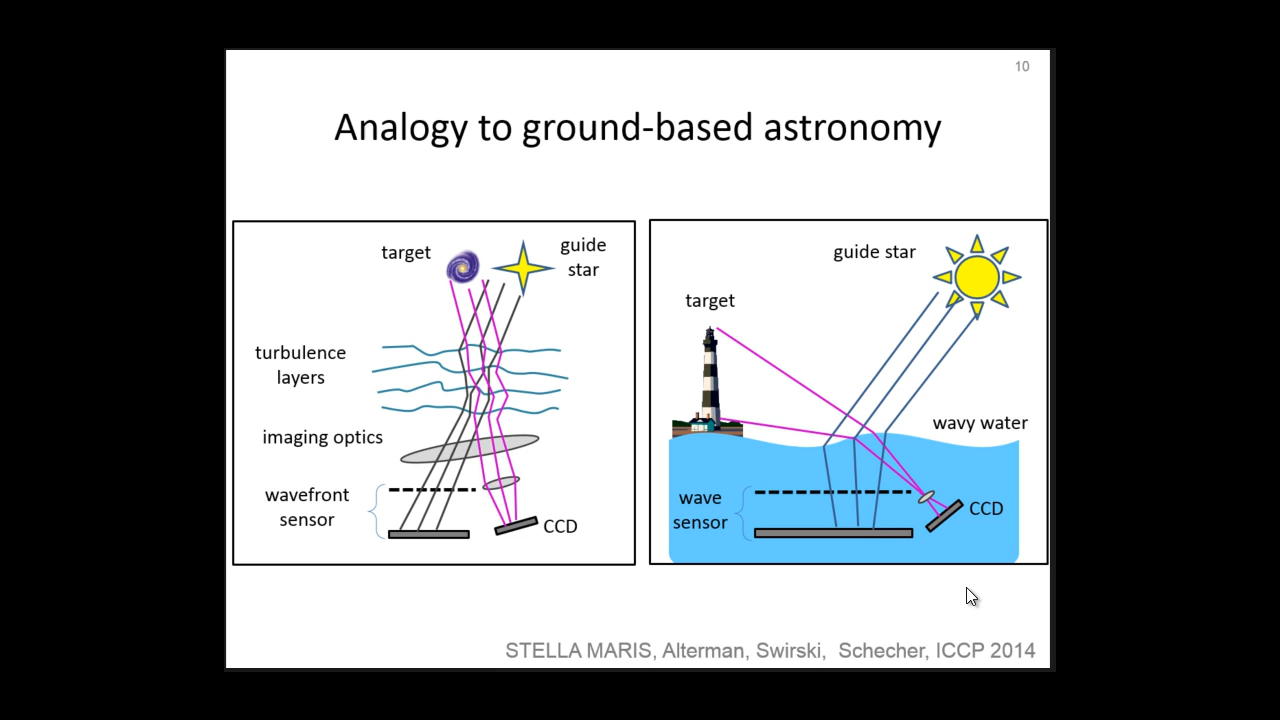 10
Analogy to ground-based astronomy
target
guide
star
turbulence
layers
imaging optics
wavefront
sensor
CCD
guide star
target
wavy water
wave
sensor
CCD
STELLA MARIS, Alterman, Swirski, Schecher, ICCP 2014